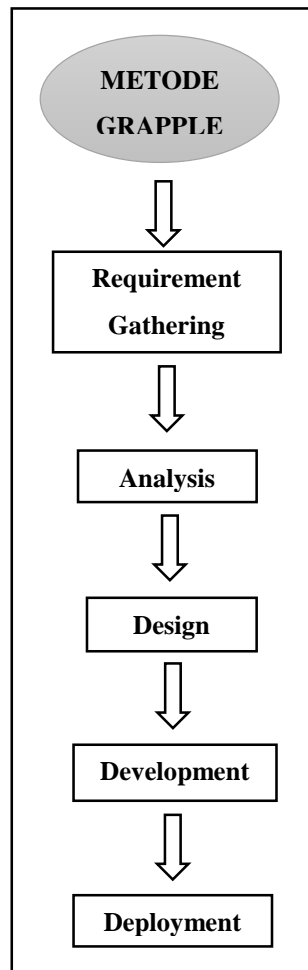 METODE
GRAPPLE
Requirement
Gathering
Analysis
Design
Development
Deployment